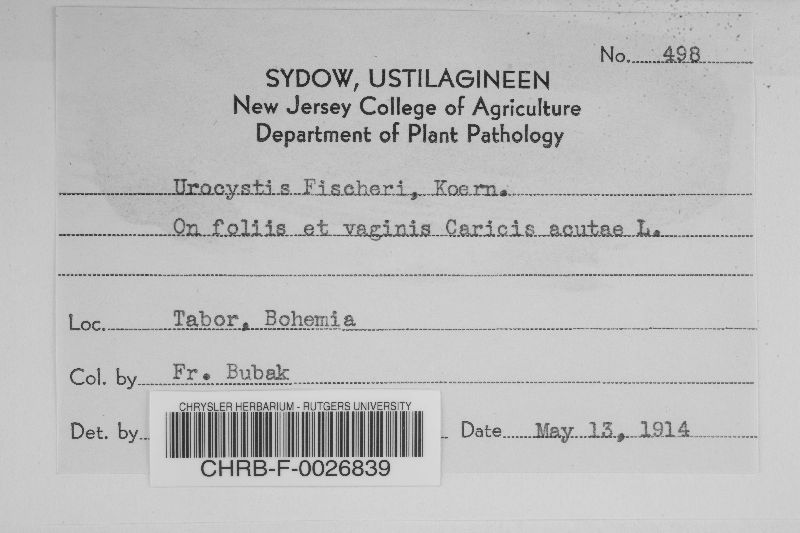 No. 498
SYDOW, USTILAGINEEN
New Jersey College of Agriculture
Department of Plant Pathology
Urocystis Fischeri, Koern.
On foliis et vaginis Caricis acutae L.
Loc. Tabor, Bohemia
Col. by Fr. Bubak
Det. by
Date May 13, 1914
CHRYSLER HERBARIUM - RUTGERS UNIVERSITY
CHRB-F-0026839